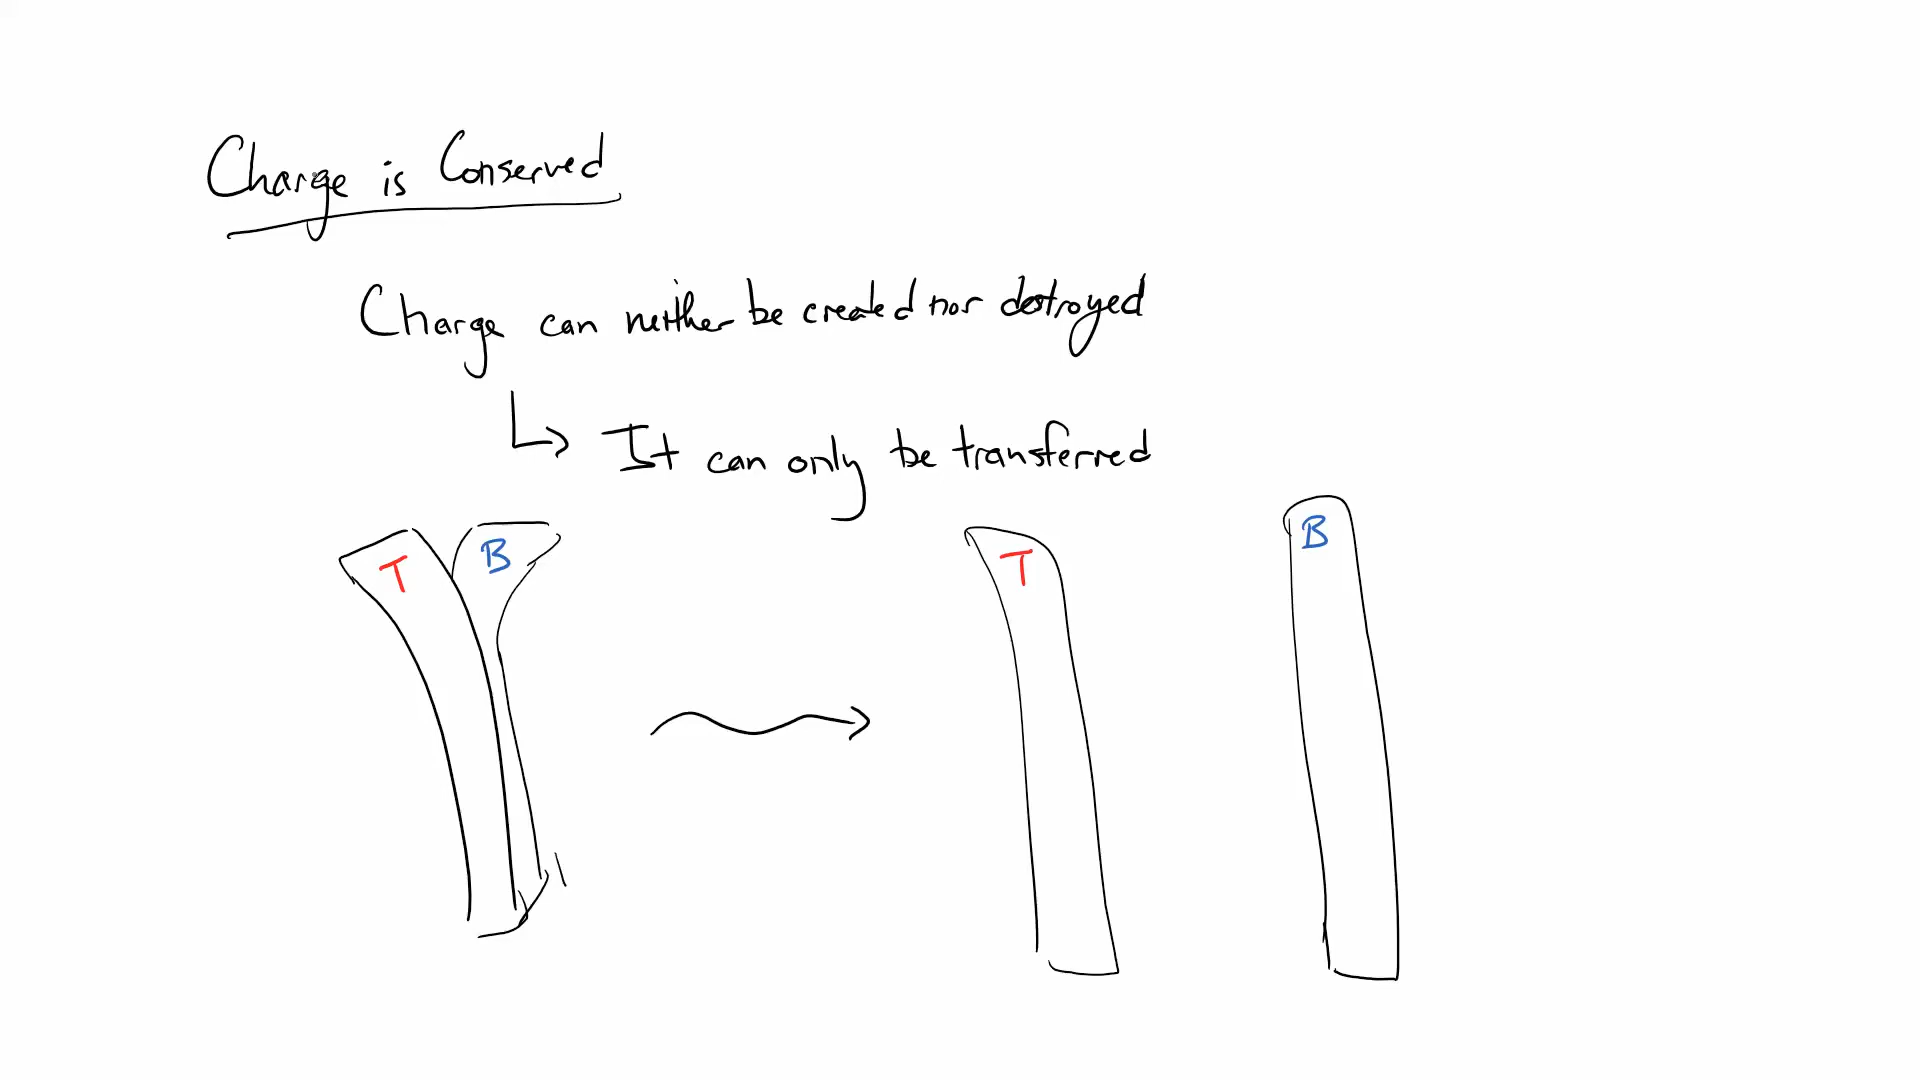 Charge is Conserved
Charge can neither be created nor destroyed
It can only be transferred
T B T B